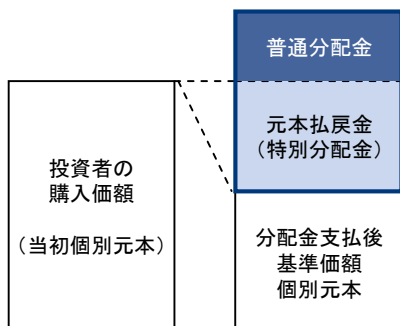 普通分配金
元本払戻金
（特別分配金）
投資者の
購入価額
（当初個別元本）
分配金支払後
基準価額
個別元本